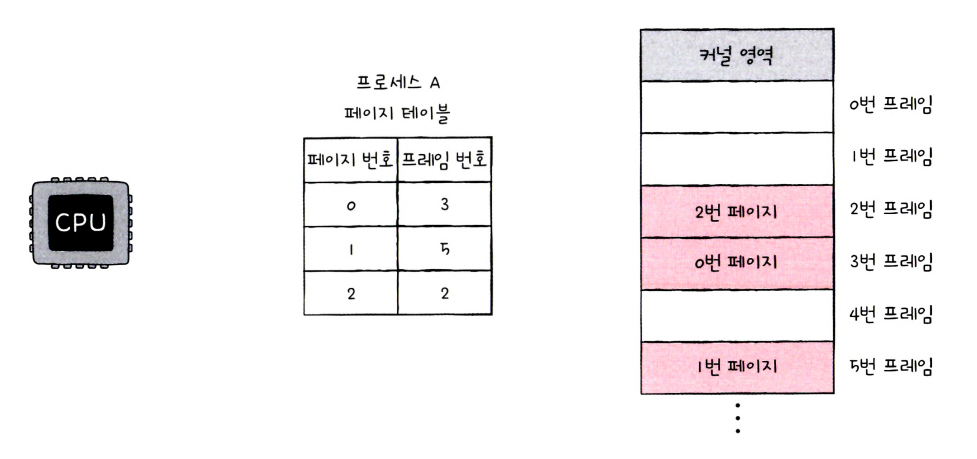 CPU
프로세스 A
페이지 테이블
페이지 번호 프레임 번호
0 3
1 5
2 2
커널 영역
0번 프레임
1번 프레임
2번 페이지 2번 프레임
0번 페이지 3번 프레임
4번 프레임
1번 페이지 5번 프레임